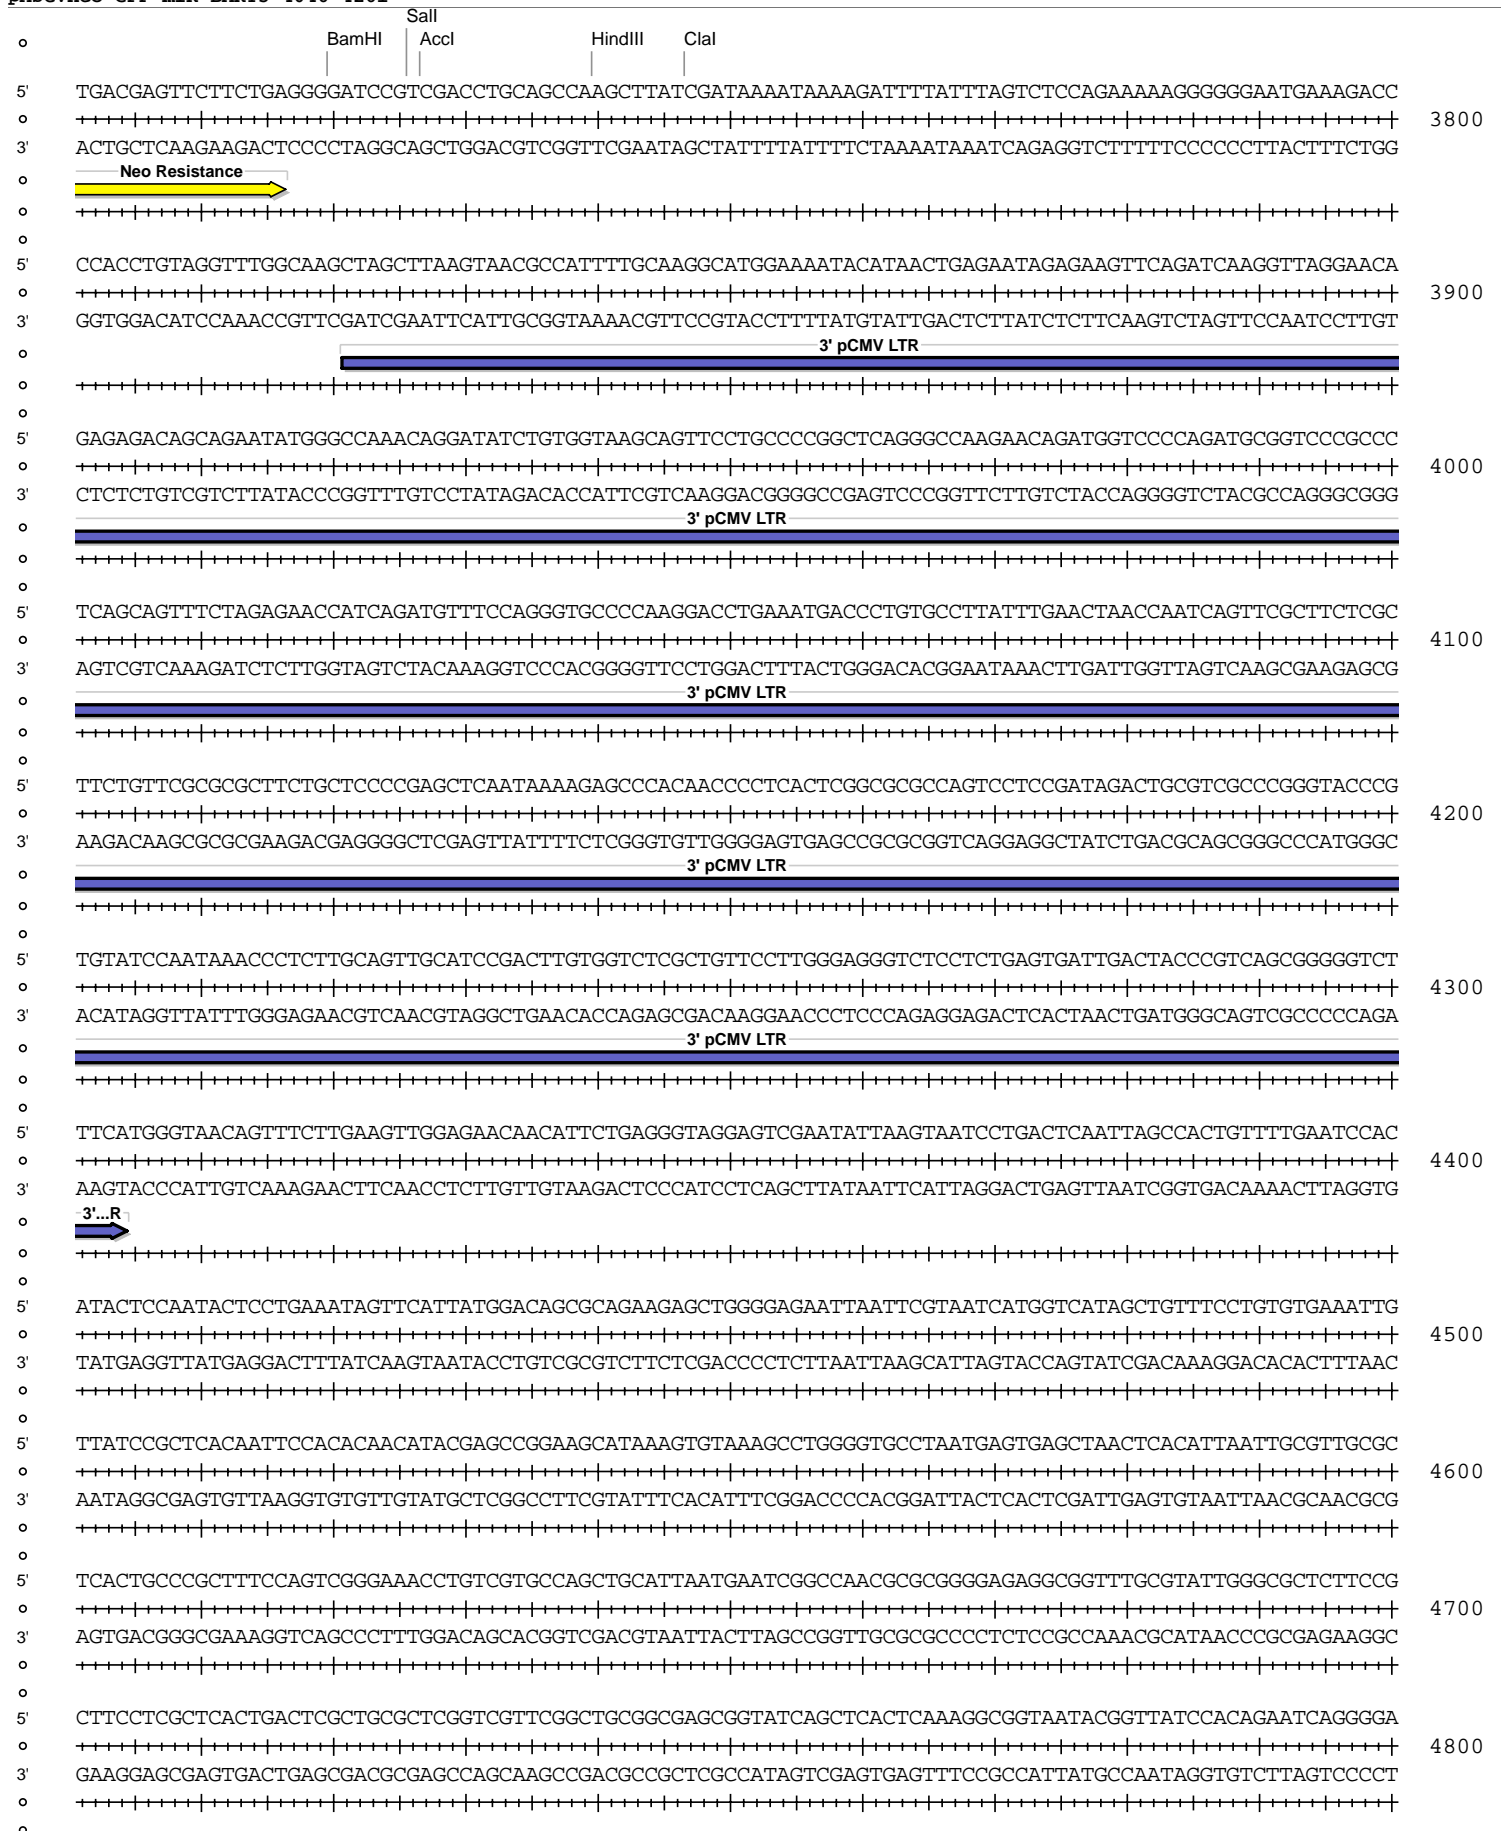 SalI
BamHI AccI HindIII ClaI
5' TGACGAGTTCTTCTGAGGGGATCCGTCGACCTGCAGCCAAGCTTATCGATAAAATAAAAGATTTTATTTAGTCTCCAGAAAAAGGGGGGAATGAAAGACC
3800
3' ACTGCTCAAGAAGACTCCCCTAGGCAGCTGGACGTCGGTTCGAATAGCTATTTTATTTTCTAAAATAAATCAGAGGTCTTTTTCCCCCCTTACTTTCTGG
Neo Resistance
5' CCACCTGTAGGTTTGGCAAGCTAGCTTAAGTAACGCCATTTTGCAAGGCATGGAAAATACATAACTGAGAATAGAGAAGTTCAGATCAAGGTTAGGAACA
3900
3' GGTGGACATCCAAACCGTTCGATCGAATTCATTGCGGTAAAACGTTCCGTACCTTTTATGTATTGACTCTTATCTCTTCAAGTCTAGTTCCAATCCTTGT
3' pCMV LTR
5' GAGAGACAGCAGAATATGGGCCAAACAGGATATCTGTGGTAAGCAGTTCCTGCCCCGGCTCAGGGCCAAGAACAGATGGTCCCCAGATGCGGTCCCGCCC
4000
3' CTCTCTGTCGTCTTATACCCGGTTTGTCCTATAGACACCATTCGTCAAGGACGGGGCCGAGTCCCGGTTCTTGTCTACCAGGGGTCTACGCCAGGGCGGG
3' pCMV LTR
5' TCAGCAGTTTCTAGAGAACCATCAGATGTTTCCAGGGTGCCCCAAGGACCTGAAATGACCCTGTGCCTTATTTGAACTAACCAATCAGTTCGCTTCTCGC
4100
3' AGTCGTCAAAGATCTCTTGGTAGTCTACAAAGGTCCCACGGGGTTCCTGGACTTTACTGGGACACGGAATAAACTTGATTGGTTAGTCAAGCGAAGAGCG
3' pCMV LTR
5' TTCTGTTCGCGCGCTTCTGCTCCCCGAGCTCAATAAAAGAGCCCACAACCCCTCACTCGGCGCGCCAGTCCTCCGATAGACTGCGTCGCCCGGGTACCCG
4200
3' AAGACAAGCGCGCGAAGACGAGGGGCTCGAGTTATTTTCTCGGGTGTTGGGGAGTGAGCCGCGCGGTCAGGAGGCTATCTGACGCAGCGGGCCCATGGGC
3' pCMV LTR
5' TGTATCCAATAAACCCTCTTGCAGTTGCATCCGACTTGTGGTCTCGCTGTTCCTTGGGAGGGTCTCCTCTGAGTGATTGACTACCCGTCAGCGGGGGTCT
4300
3' ACATAGGTTATTTGGGAGAACGTCAACGTAGGCTGAACACCAGAGCGACAAGGAACCCTCCCAGAGGAGACTCACTAACTGATGGGCAGTCGCCCCCAGA
3' pCMV LTR
5' TTCATGGGTAACAGTTTCTTGAAGTTGGAGAACAACATTCTGAGGGTAGGAGTCGAATATTAAGTAATCCTGACTCAATTAGCCACTGTTTTGAATCCAC
4400
3' AAGTACCCATTGTCAAAGAACTTCAACCTCTTGTTGTAAGACTCCCATCCTCAGCTTATAATTCATTAGGACTGAGTTAATCGGTGACAAAACTTAGGTG
3'...R
5' ATACTCCAATACTCCTGAAATAGTTCATTATGGACAGCGCAGAAGAGCTGGGGAGAATTAATTCGTAATCATGGTCATAGCTGTTTCCTGTGTGAAATTG
4500
3' TATGAGGTTATGAGGACTTTATCAAGTAATACCTGTCGCGTCTTCTCGACCCCTCTTAATTAAGCATTAGTACCAGTATCGACAAAGGACACACTTTAAC
5' TTATCCGCTCACAATTCCACACAACATACGAGCCGGAAGCATAAAGTGTAAAGCCTGGGGTGCCTAATGAGTGAGCTAACTCACATTAATTGCGTTGCGC
4600
3' AATAGGCGAGTGTTAAGGTGTGTTGTATGCTCGGCCTTCGTATTTCACATTTCGGACCCCACGGATTACTCACTCGATTGAGTGTAATTAACGCAACGCG
5' TCACTGCCCGCTTTCCAGTCGGGAAACCTGTCGTGCCAGCTGCATTAATGAATCGGCCAACGCGCGGGGAGAGGCGGTTTGCGTATTGGGCGCTCTTCCG
4700
3' AGTGACGGGCGAAAGGTCAGCCCTTTGGACAGCACGGTCGACGTAATTACTTAGCCGGTTGCGCGCCCCTCTCCGCCAAACGCATAACCCGCGAGAAGGC
5' CTTCCTCGCTCACTGACTCGCTGCGCTCGGTCGTTCGGCTGCGGCGAGCGGTATCAGCTCACTCAAAGGCGGTAATACGGTTATCCACAGAATCAGGGGA
4800
3' GAAGGAGCGAGTGACTGAGCGACGCGAGCCAGCAAGCCGACGCCGCTCGCCATAGTCGAGTGAGTTTCCGCCATTATGCCAATAGGTGTCTTAGTCCCCT